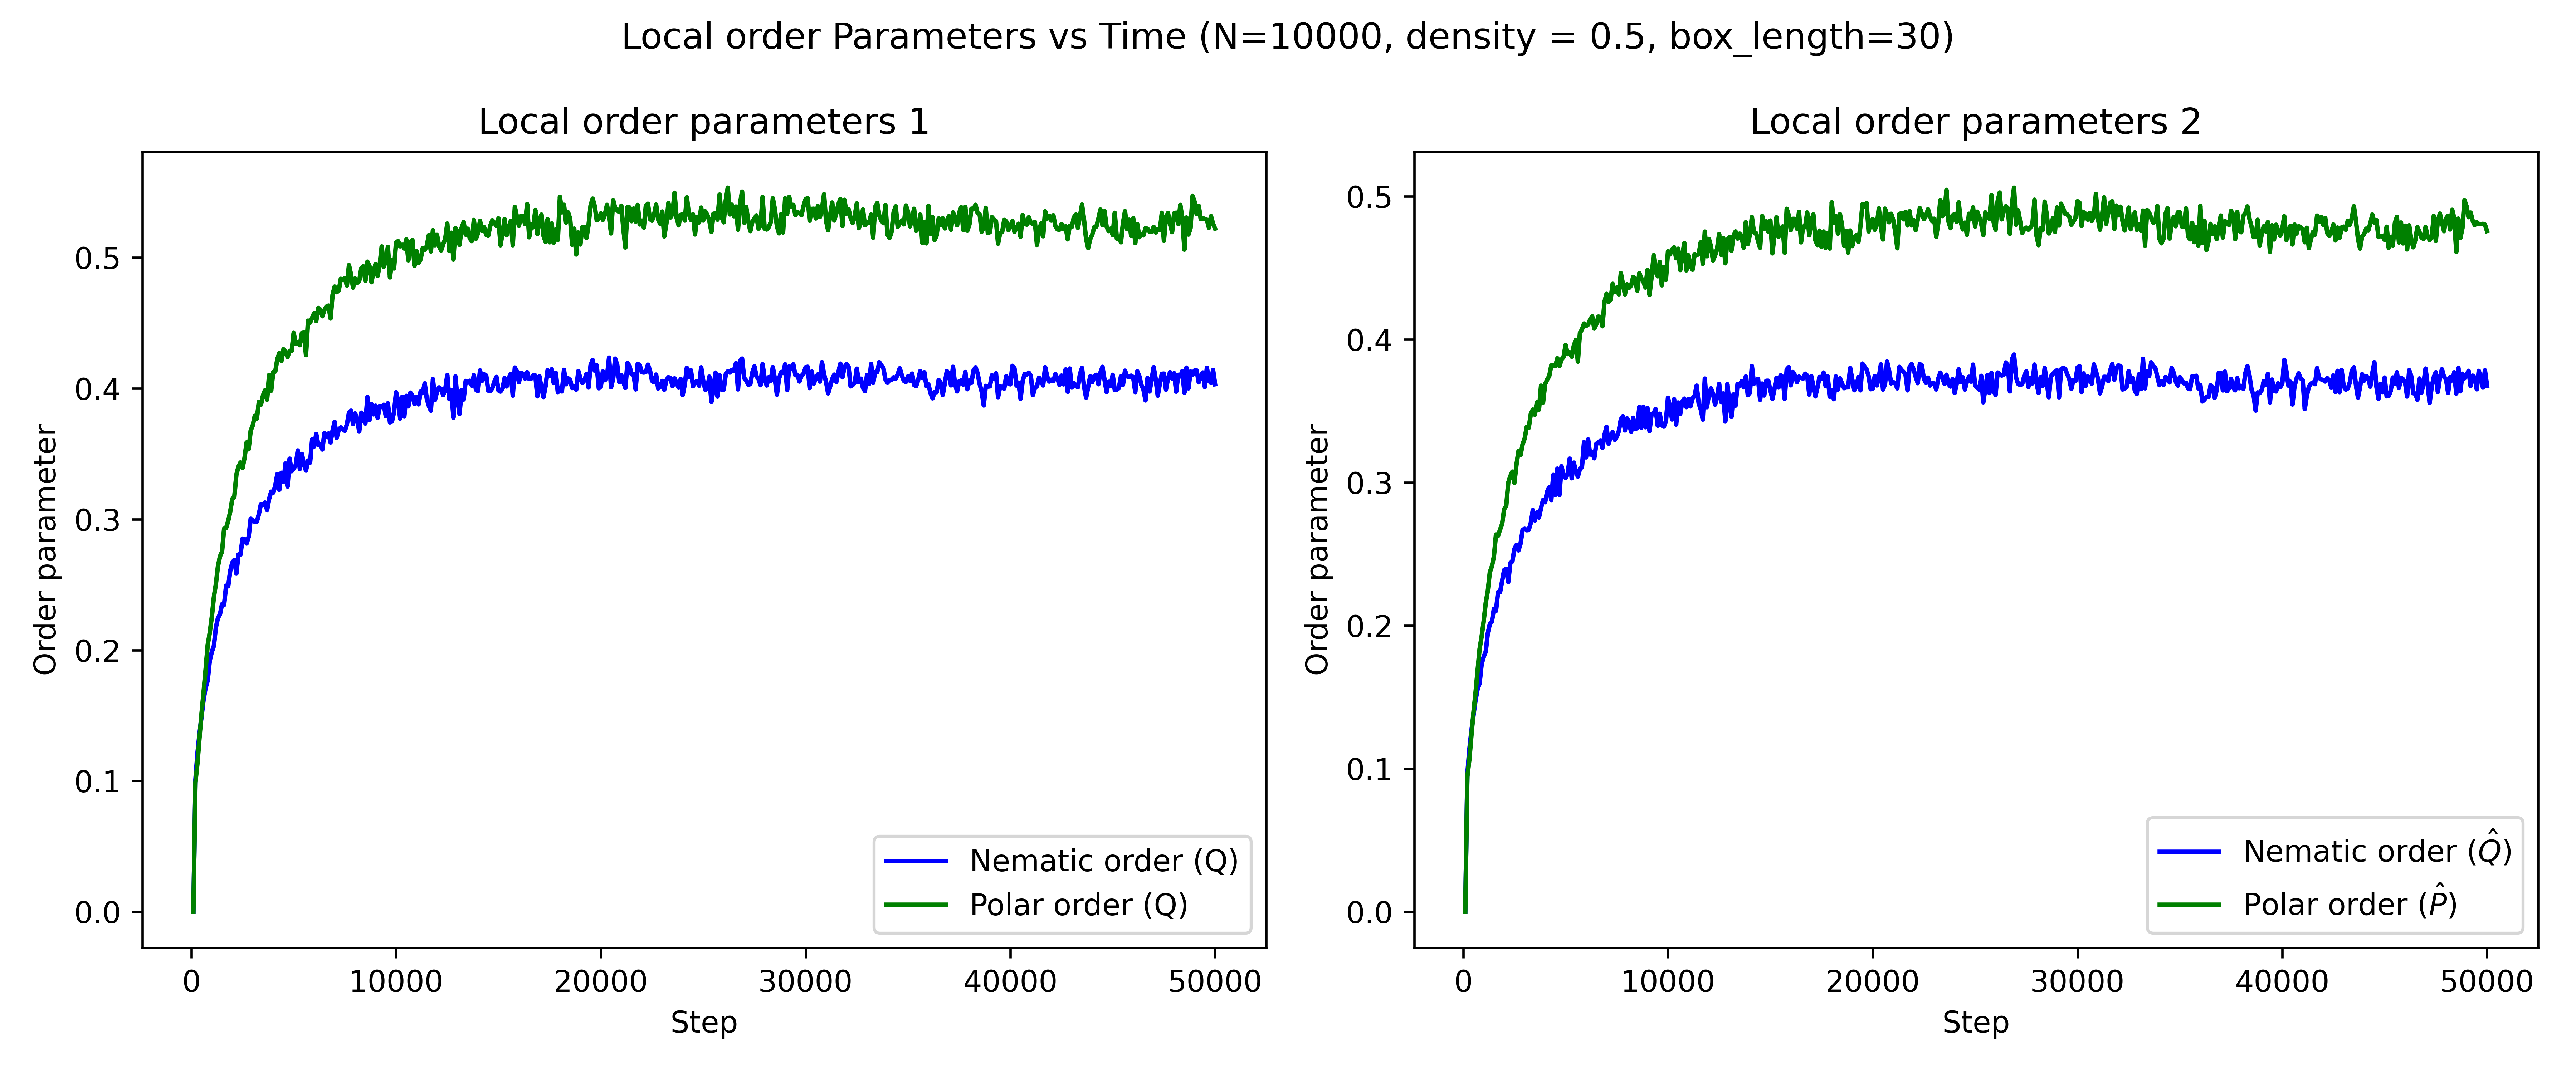 Local order Parameters vs Time (N=10000, density = 0.5, box_length=30)
Local order parameters 1
Order parameter
0.5
0.4
0.3
0.2
0.1
0.0
Nematic order (Q)
Polar order (Q)
0 10000 20000 30000 40000 50000
Step
Local order parameters 2
Order parameter
0.5
0.4
0.3
0.2
0.1
0.0
Nematic order (Q̂)
Polar order (P̂)
0 10000 20000 30000 40000 50000
Step